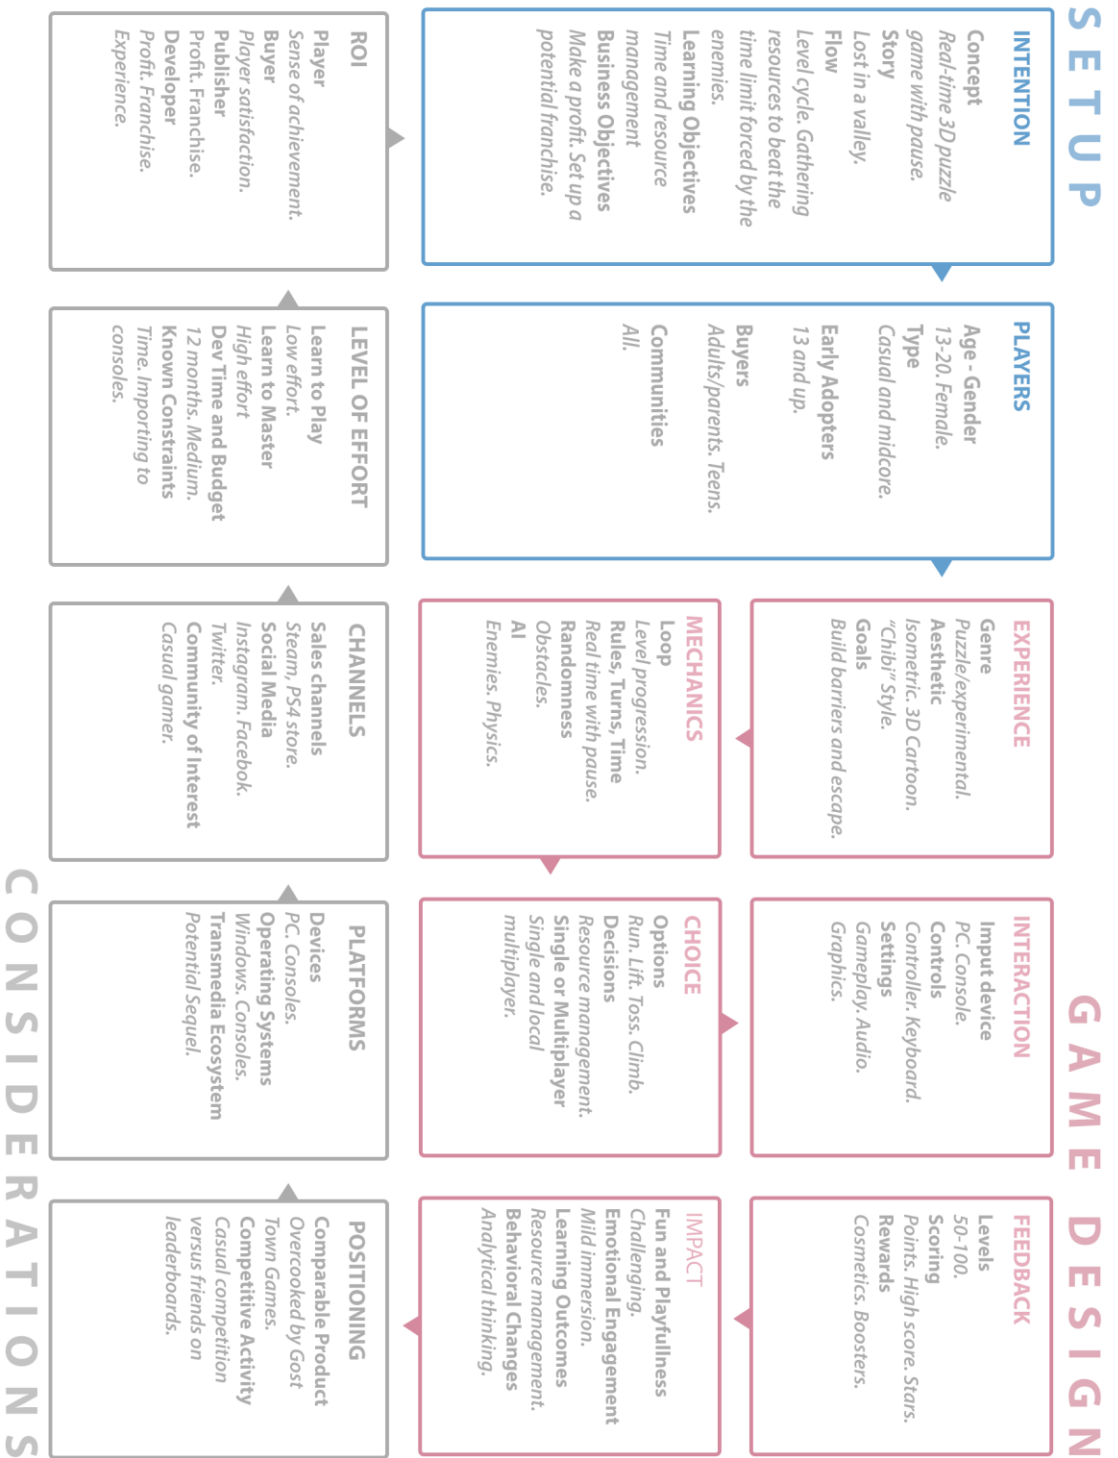 SETUP
INTENTION
Concept
Real-time 3D puzzle
game with pause.
Story
Lost in a valley.
Flow
Level cycle. Gathering
resources to beat the
time limit forced by the
enemies.
Learning Objectives
Time and resource
management
Business Objectives
Make a profit. Set up a
potential franchise.
PLAYERS
Age - Gender
13-20. Female.
Type
Casual and midcore.
Early Adopters
13 and up.
Buyers
Adults/parents. Teens.
Communities
All.
GAME DESIGN
EXPERIENCE
Genre
Puzzle/experimental.
Aesthetic
Isometric. 3D Cartoon.
“Chibi” Style.
Goals
Build barriers and escape.
MECHANICS
Loop
Level progression.
Rules, Turns, Time
Real time with pause.
Randomness
Obstacles.
AI
Enemies. Physics.
CHOICE
Options
Run. Lift. Toss. Climb.
Decisions
Resource management.
Single or Multiplayer
Single and local
multiplayer.
INTERACTION
Imput device
PC. Console.
Controls
Controller. Keyboard.
Settings
Gameplay. Audio.
Graphics.
FEEDBACK
Levels
50-100.
Scoring
Points. High score. Stars.
Rewards
Cosmetics. Boosters.
IMPACT
Fun and Playfullness
Challenging.
Emotional Engagement
Mild immersion.
Learning Outcomes
Resource management.
Behavioral Changes
Analytical thinking.
CONSIDERATIONS
POSITIONING
Comparable Product
Overcooked by Gost
Town Games.
Competitive Activity
Casual competition
versus friends on
leaderboards.
PLATFORMS
Devices
PC. Consoles.
Operating Systems
Windows. Consoles.
Transmedia Ecosystem
Potential Sequel.
CHANNELS
Sales channels
Steam, PS4 store.
Social Media
Instagram. Facebok.
Twitter.
Community of Interest
Casual gamer.
LEVEL OF EFFORT
Learn to Play
Low effort.
Learn to Master
High effort
Dev Time and Budget
12 months. Medium.
Known Constraints
Time. Importing to
consoles.
ROI
Player
Sense of achievement.
Buyer
Player satisfaction.
Publisher
Profit. Franchise.
Developer
Profit. Franchise.
Experience.